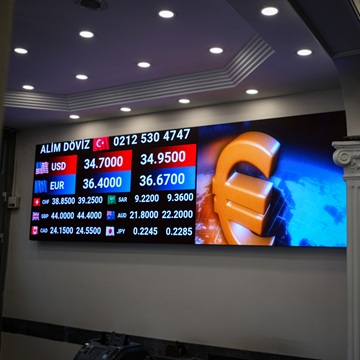 ALİM DÖVİZ 0212 530 4747
USD 34.7000 34.9500
EUR 36.4000 36.6700
CHF 38.8500 39.2500 SAR 9.2200 9.3600
GBP 44.0000 44.4000 AUD 21.8000 22.2000
CAD 24.1500 24.5500 JPY 0.2245 0.2285